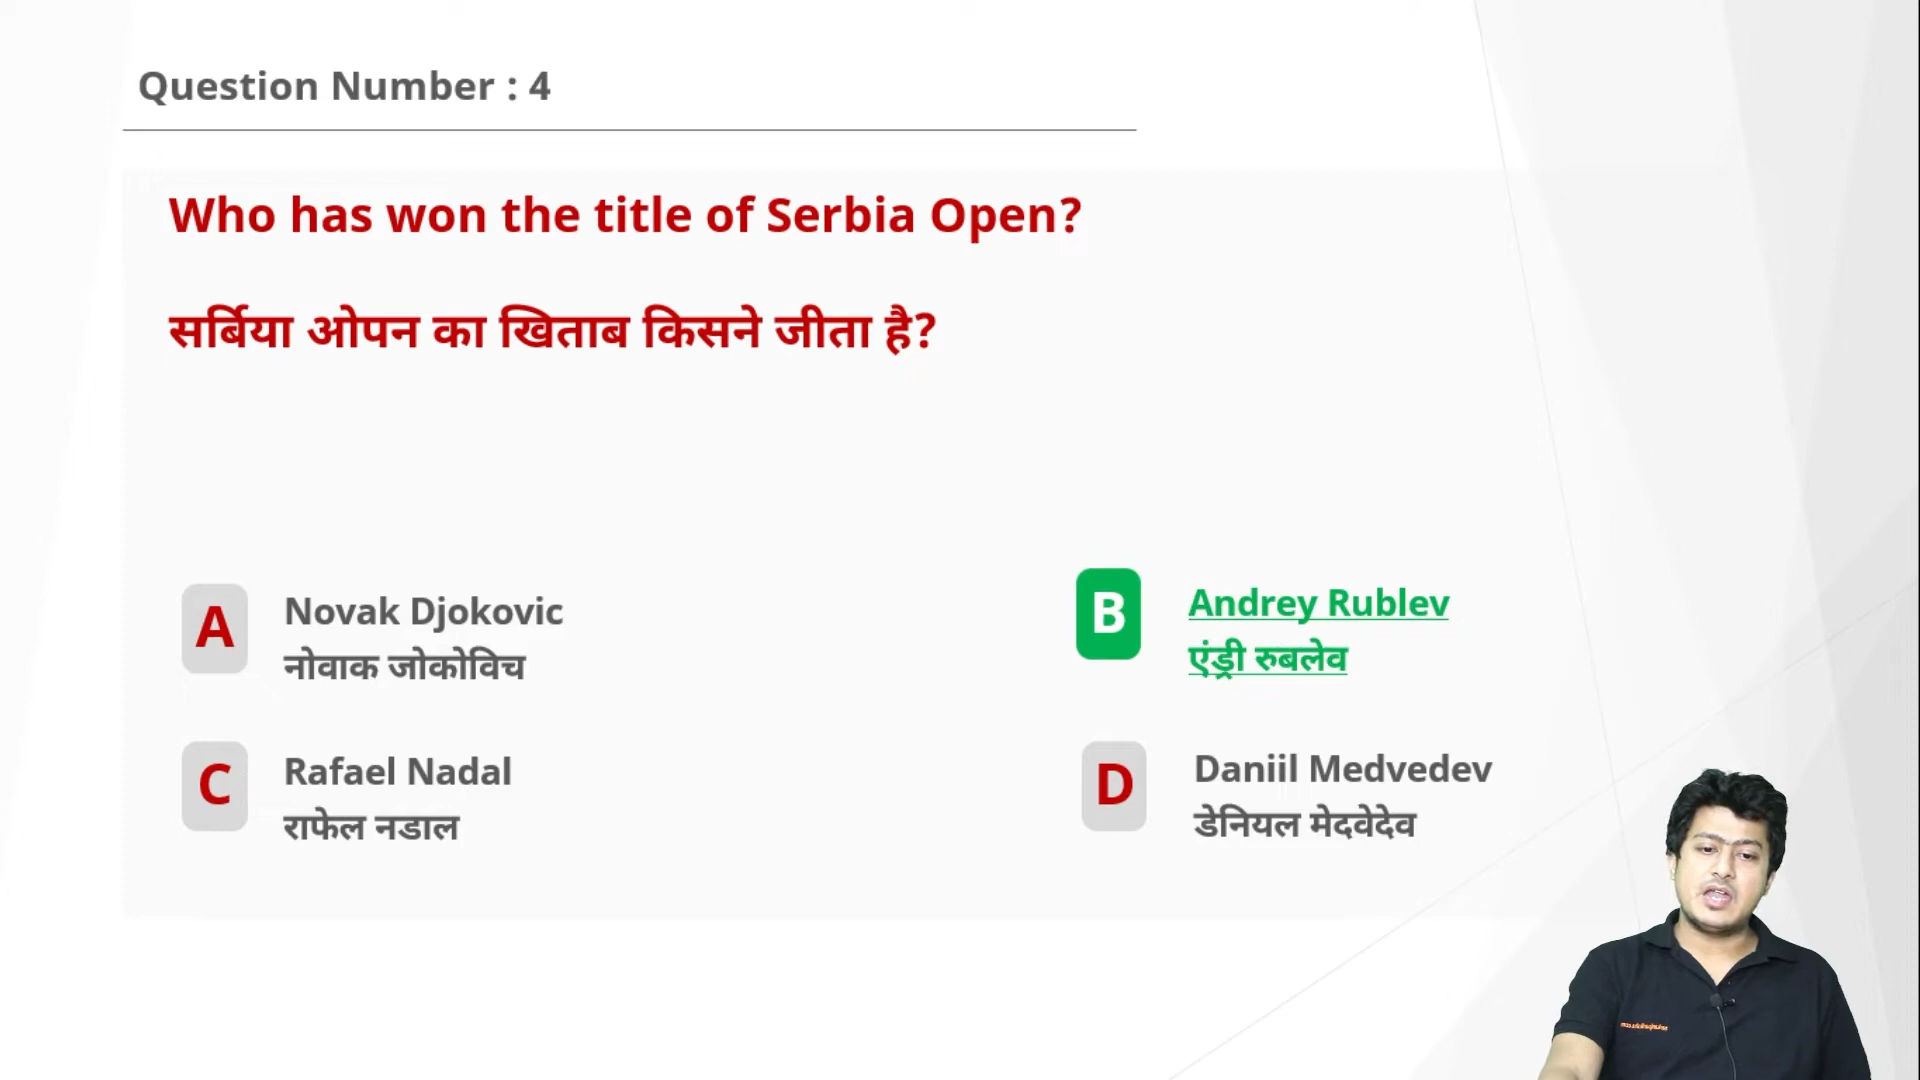 Question Number : 4
Who has won the title of Serbia Open?
सर्बिया ओपन का खिताब किसने जीता है?
A
Novak Djokovic
नोवाक जोकोविच
B
Andrey Rublev
एंड्री रुबलेव
C
Rafael Nadal
राफेल नडाल
D
Daniil Medvedev
डेनियल मेदवेदेव